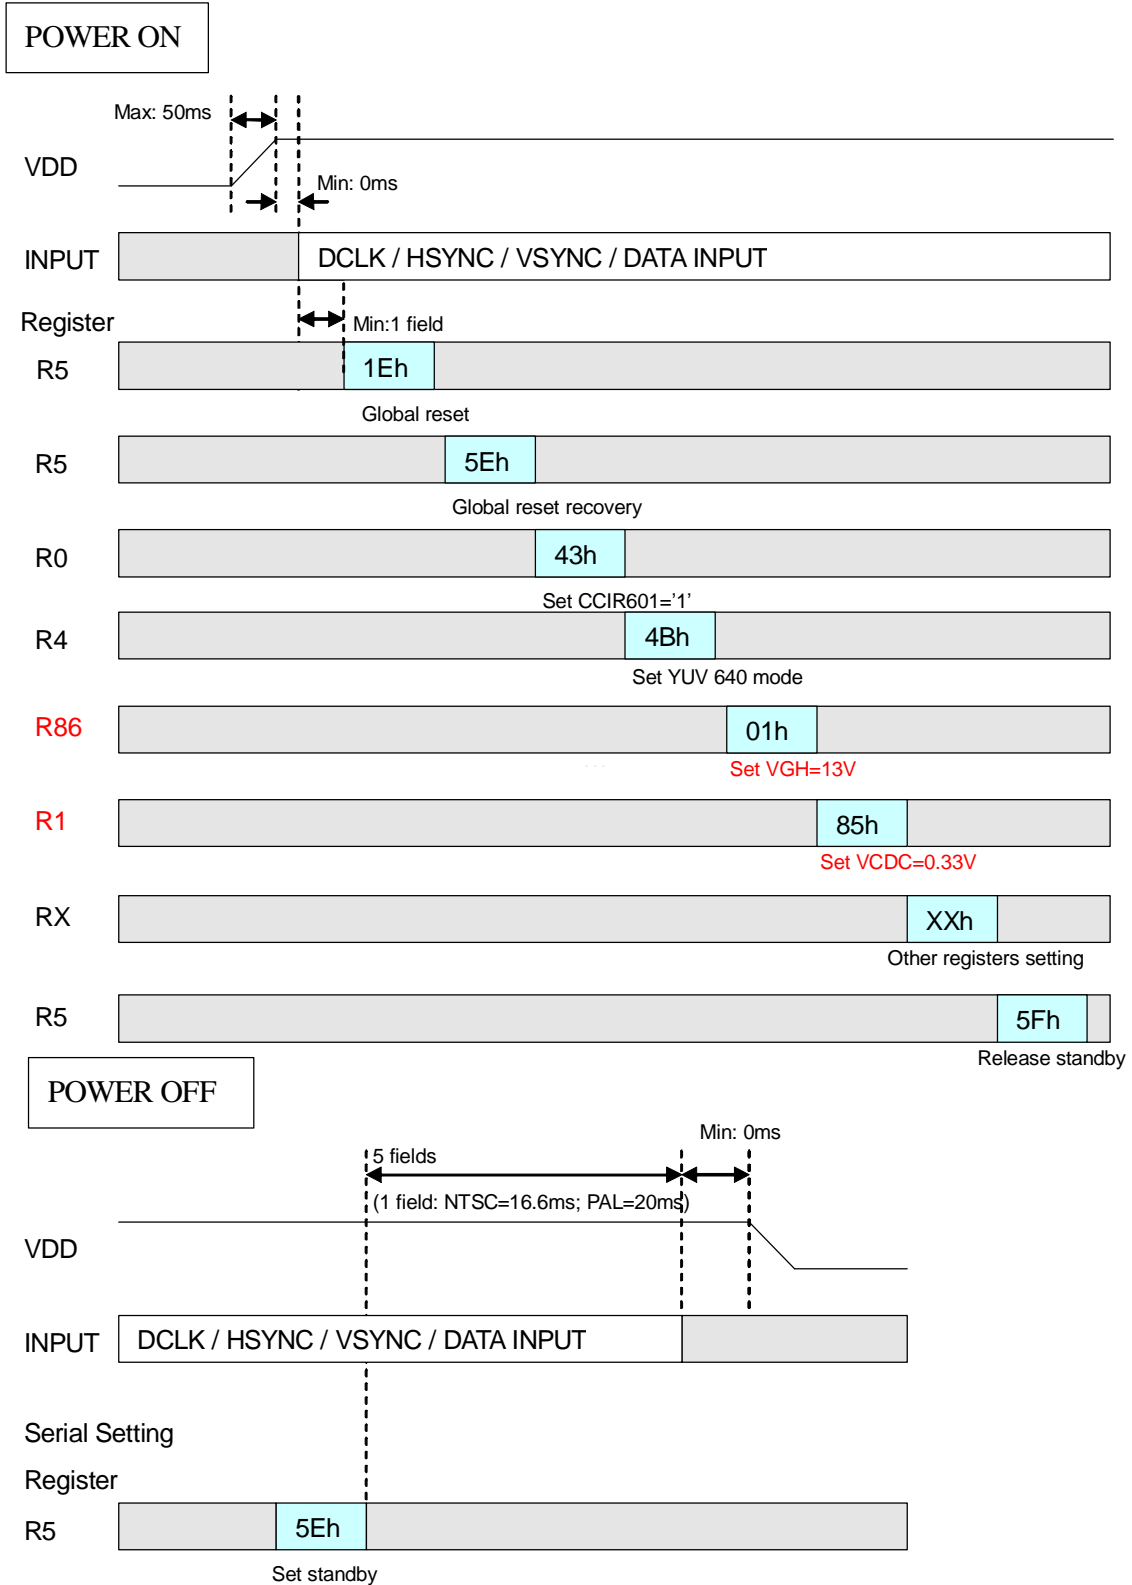 POWER ON
Max: 50ms
VDD
Min: 0ms
INPUT
DCLK / HSYNC / VSYNC / DATA INPUT
Register
Min:1 field
R5
1Eh
Global reset
R5
5Eh
Global reset recovery
R0
43h
Set CCIR601='1'
R4
4Bh
Set YUV 640 mode
R86
01h
Set VGH=13V
R1
85h
Set VCDC=0.33V
RX
XXh
Other registers setting
R5
5Fh
Release standby
POWER OFF
Min: 0ms
5 fields
(1 field: NTSC=16.6ms; PAL=20ms)
VDD
INPUT
DCLK / HSYNC / VSYNC / DATA INPUT
Serial Setting
Register
R5
5Eh
Set standby